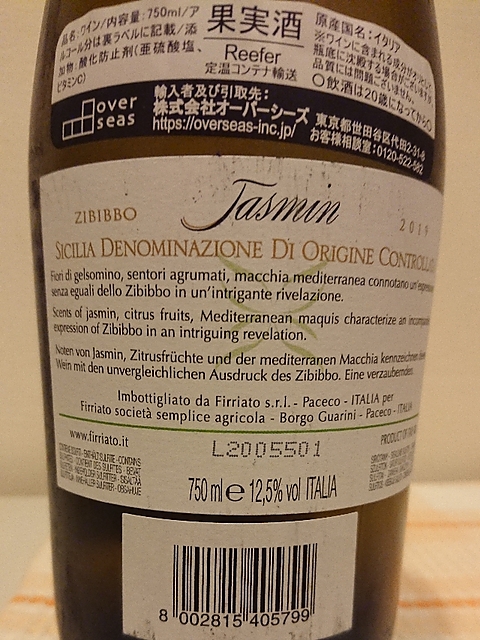 品名:ワイン/内容量:750ml/ア
ルコール分は裏ラベルに記載/添
加物:酸化防止剤(亜硫酸塩、
ビタミンC)
果実酒
Reefer
定温コンテナ輸送
原産国名:イタリア
※ワインに含まれる成分が
瓶底に沈殿する場合がございますが
品質には問題ございません。
〇飲酒は20歳になってから〇
over
seas
輸入者及び引取先:
株式会社オーバーシーズ
https://overseas-inc.jp/
東京都世田谷区代田2-31-8
お客様相談室:0120-522-582
Jasmin
ZIBIBBO
2019
SICILIA DENOMINAZIONE DI ORIGINE
Fiori di gelsomino, sentori agrumati, macchia mediterranea connotano
senza eguali dello Zibibbo in un'intrigante rivelazione.
Scents of jasmin, citrus fruits, Mediterranean maquis characterize an
expression of Zibibbo in an intriguing revelation.
Noten von Jasmin, Zitrusfrüchte und der mediterranen Macchia
Wein mit den unvergleichlichen Ausdruck des Zibibbo. Eine
Imbottigliato da Firriato s.r.l. - Paceco - ITALIA per
Firriato società semplice agricola - Borgo Guarini - Paceco - ITALIA
www.firriato.it
L2005501
PRODUCT OF
750 ml e 12,5% vol ITALIA
8 002815 405799